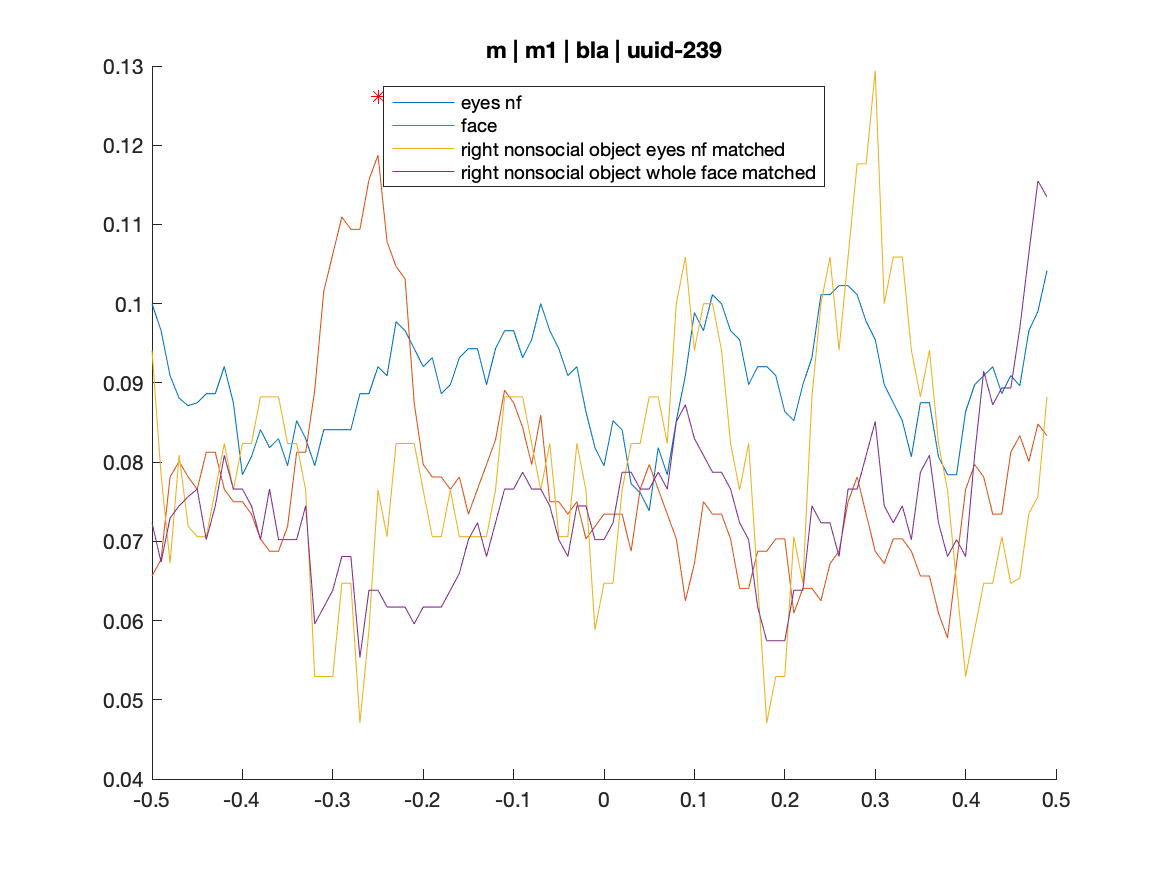 m | m1 | bla | uuid-239
0.13
0.12
0.11
0.1
0.09
0.08
0.07
0.06
0.05
0.04
eyes nf
face
right nonsocial object eyes nf matched
right nonsocial object whole face matched
-0.5 -0.4 -0.3 -0.2 -0.1 0 0.1 0.2 0.3 0.4 0.5